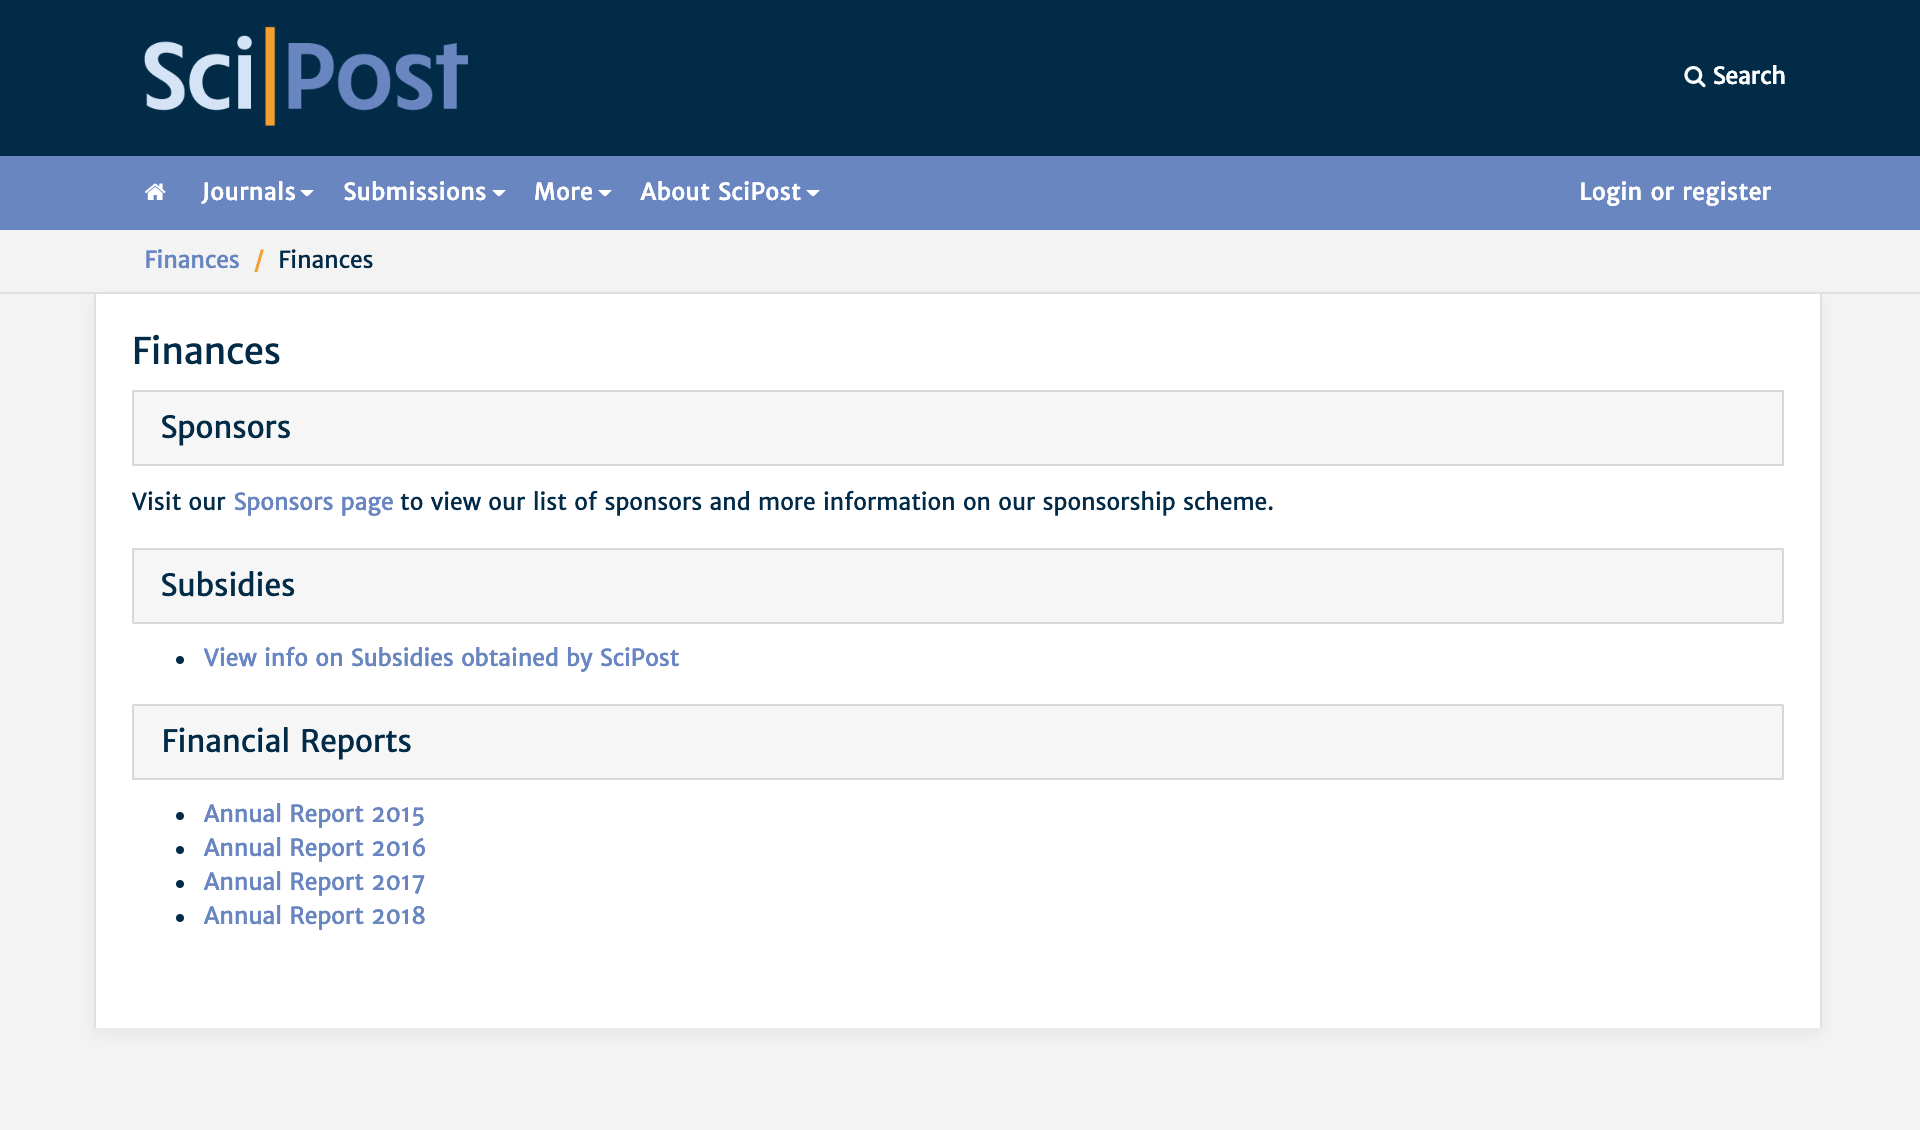 Sci|Post
Search
Journals Submissions More About SciPost Login or register
Finances / Finances
Finances
Sponsors
Visit our Sponsors page to view our list of sponsors and more information on our sponsorship scheme.
Subsidies
• View info on Subsidies obtained by SciPost
Financial Reports
• Annual Report 2015
• Annual Report 2016
• Annual Report 2017
• Annual Report 2018